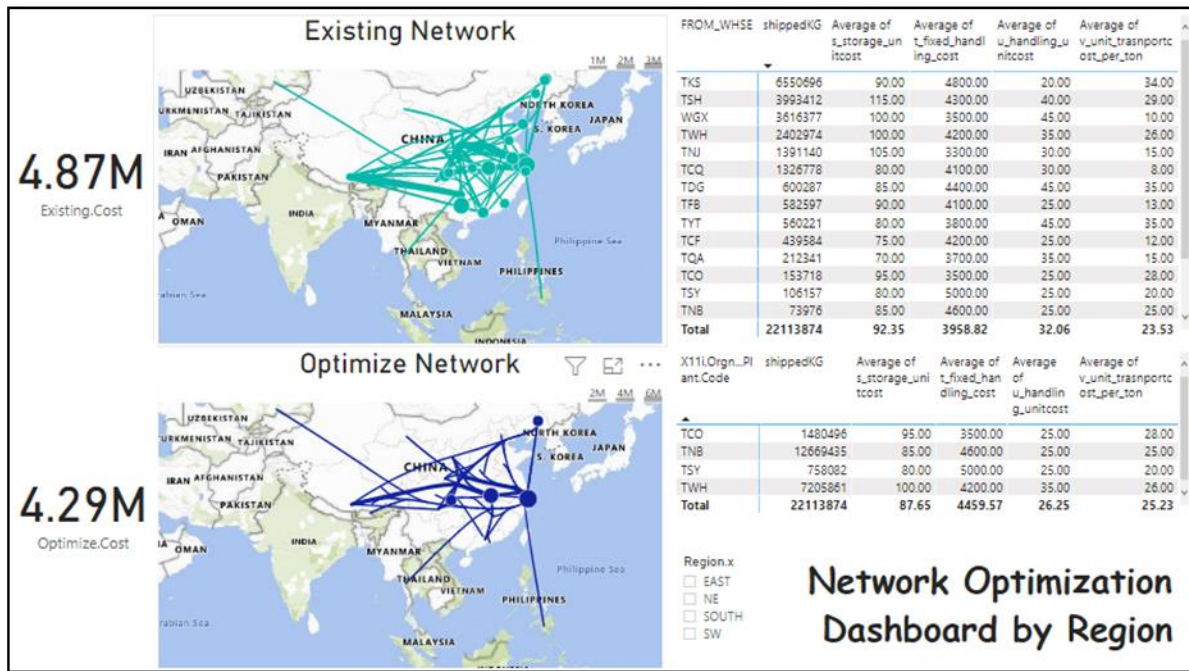 Existing Network
1M 2M 3M
UZBEKISTAN
TURKMENISTAN TAJIKISTAN
NORTH KOREA
S. KOREA
JAPAN
CHINA
IRAN AFGHANISTAN
PAKISTAN
INDIA
OMAN
MYANMAR
THAILAND
VIETNAM
Philippine Sea
PHILIPPINES
MALAYSIA
INDONESIA
4.87M
Existing.Cost
FROM_WHSE shippedKG Average of s_storage_unitcost Average of t_fixed_handling_cost Average of u_handling_unitcost Average of v_unit_trasnportcost_per_ton
TKS 6550696 90.00 4800.00 20.00 34.00
TSH 3993412 115.00 4300.00 40.00 29.00
WGX 3616377 100.00 3500.00 45.00 10.00
TWH 2402974 100.00 4200.00 35.00 26.00
TNJ 1391140 105.00 3300.00 30.00 15.00
TCQ 1326778 80.00 4100.00 30.00 8.00
TDG 600287 85.00 4400.00 45.00 35.00
TFB 582597 90.00 4100.00 25.00 13.00
TYT 560221 80.00 3800.00 45.00 35.00
TCF 439584 75.00 4200.00 25.00 12.00
TQA 212341 70.00 3700.00 35.00 15.00
TCO 153718 95.00 3500.00 25.00 28.00
TSY 106157 80.00 5000.00 25.00 20.00
TNB 73976 85.00 4600.00 25.00 25.00
Total 22113874 92.35 3958.82 32.06 23.53
Optimize Network
2M 4M 6M
UZBEKISTAN
TURKMENISTAN TAJIKISTAN
NORTH KOREA
S. KOREA
JAPAN
CHINA
IRAN AFGHANISTAN
PAKISTAN
INDIA
OMAN
MYANMAR
THAILAND
VIETNAM
Philippine Sea
PHILIPPINES
MALAYSIA
4.29M
Optimize.Cost
X11i.Orgn...Plant.Code shippedKG Average of s_storage_unitcost Average of t_fixed_handling_cost Average of u_handling_unitcost Average of v_unit_trasnportcost_per_ton
TCO 1480496 95.00 3500.00 25.00 28.00
TNB 12669435 85.00 4600.00 25.00 25.00
TSY 758082 80.00 5000.00 25.00 20.00
TWH 7205861 100.00 4200.00 35.00 26.00
Total 22113874 87.65 4459.57 26.25 25.23
Region.x
EAST
NE
SOUTH
SW
Network Optimization
Dashboard by Region